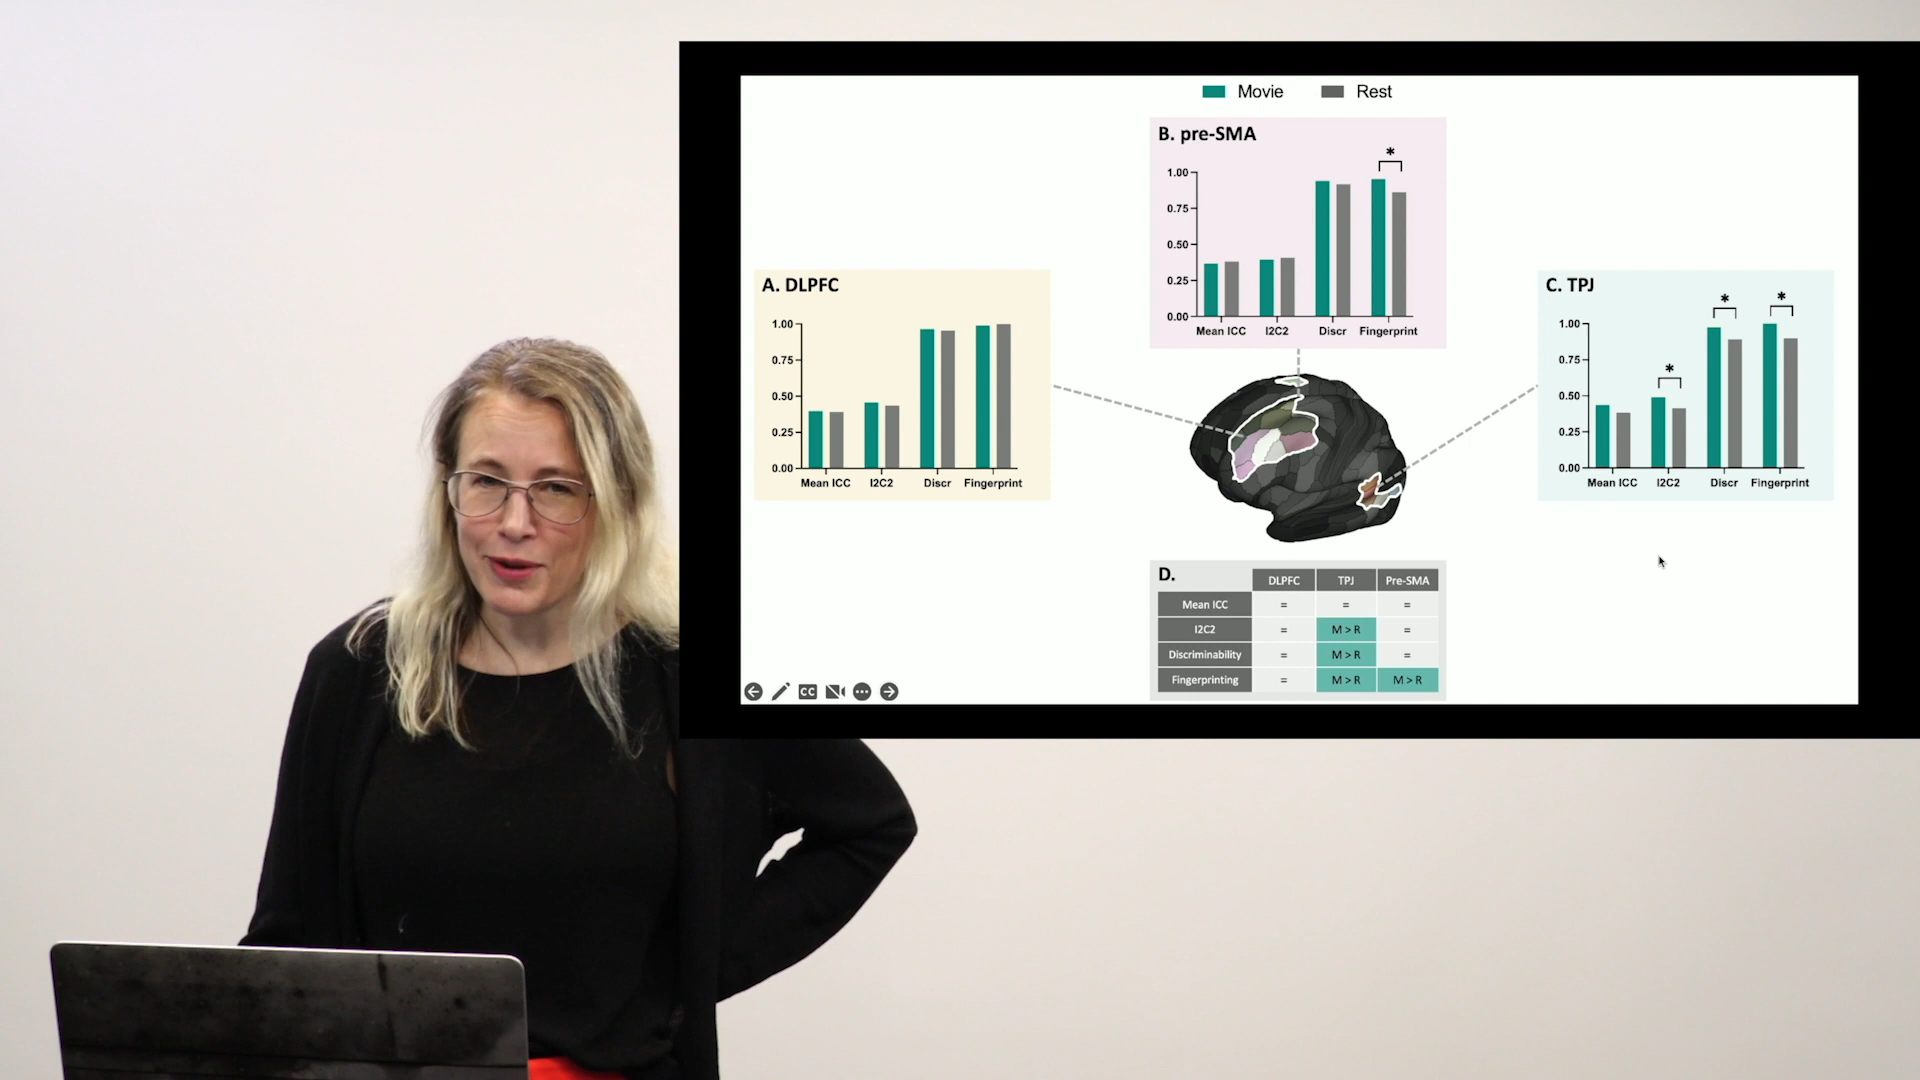 Movie Rest
B. pre-SMA
*
1.00
0.75
0.50
0.25
0.00
Mean ICC I2C2 Discr Fingerprint
A. DLPFC
1.00
0.75
0.50
0.25
0.00
Mean ICC I2C2 Discr Fingerprint
C. TPJ
* * *
1.00
0.75
0.50
0.25
0.00
Mean ICC I2C2 Discr Fingerprint
D.
DLPFC TPJ Pre-SMA
Mean ICC = = =
I2C2 = M > R =
Discriminability = M > R =
Fingerprinting = M > R M > R
CC